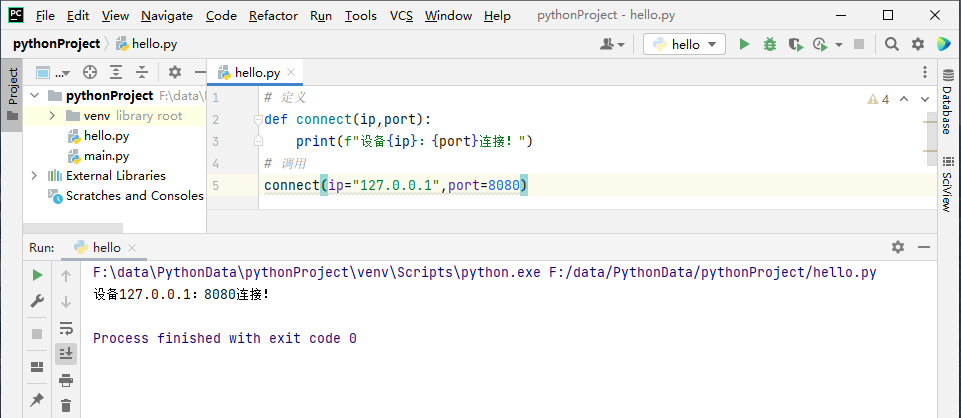 File Edit View Navigate Code Refactor Run Tools VCS Window Help pythonProject - hello.py
pythonProject hello.py hello
Project
... hello.py
pythonProject F:\data\
venv library root
hello.py
main.py
External Libraries
Scratches and Consoles
1 # 定义
2 def connect(ip,port):
3 print(f"设备{ip}：{port}连接！")
4 # 调用
5 connect(ip="127.0.0.1",port=8080)
4
Database
SciView
Run: hello
F:\data\PythonData\pythonProject\venv\Scripts\python.exe F:/data/PythonData/pythonProject/hello.py
设备127.0.0.1：8080连接！
Process finished with exit code 0